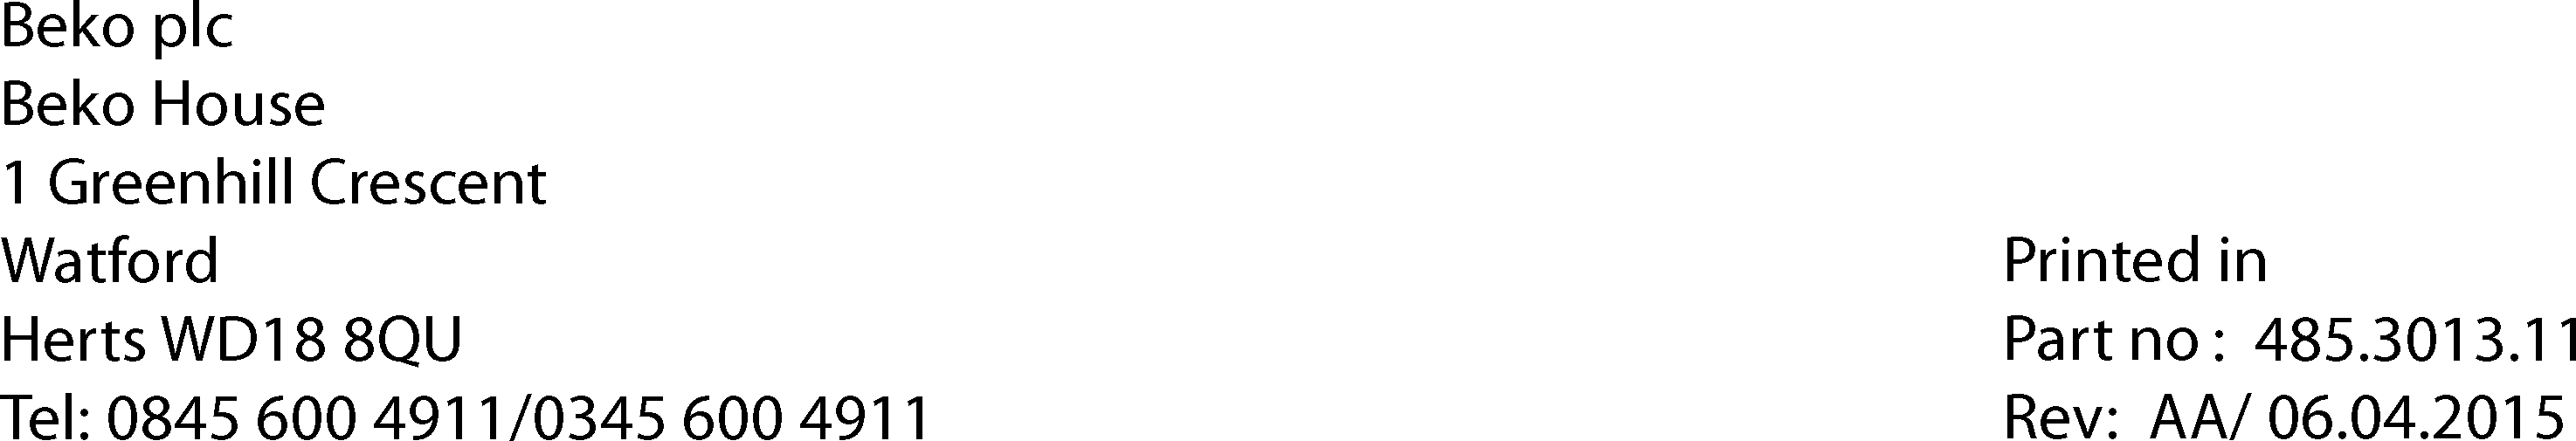 Beko plc
Beko House
1 Greenhill Crescent
Watford
Herts WD18 8QU
Tel: 0845 600 4911/0345 600 4911
Printed in
Part no :  485.3013.11
Rev:  AA/ 06.04.2015